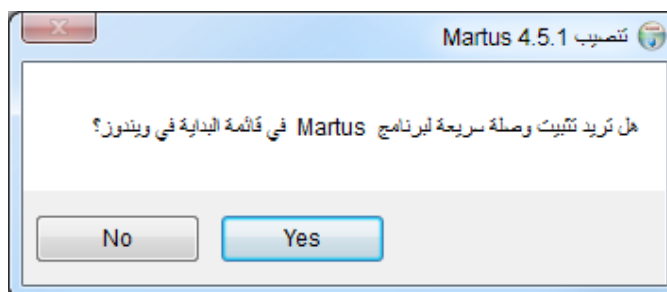 تنصيب Martus 4.5.1
هل تريد تثبيت وصلة سريعة لبرنامج Martus في قائمة البداية في ويندوز؟
Yes
No